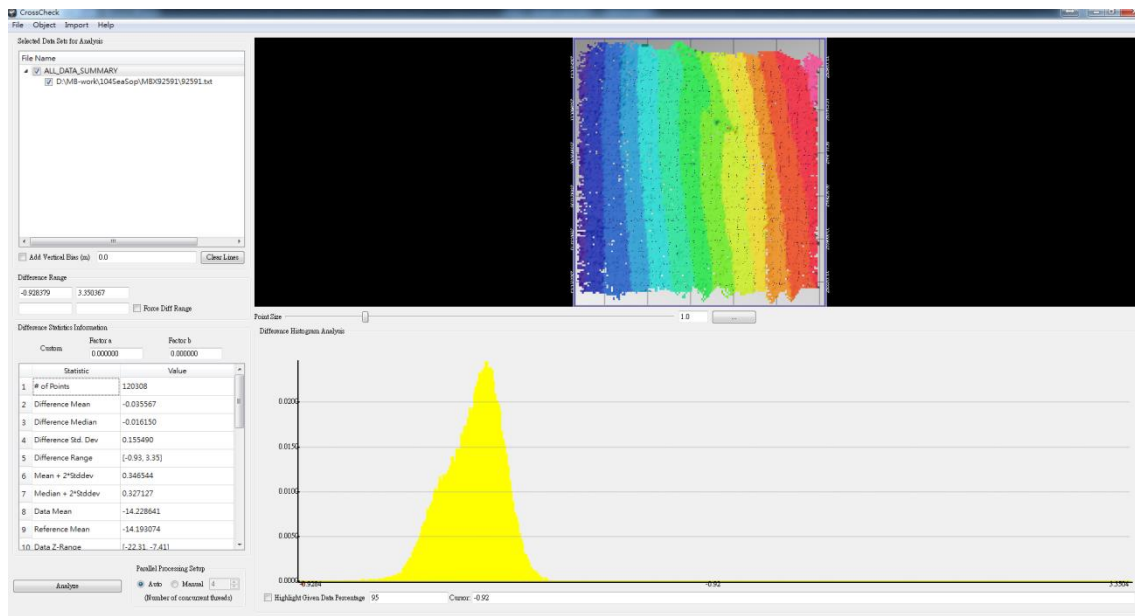 CrossCheck
File Object Import Help
Selected Data Sets for Analysis
File Name
ALL_DATA_SUMMARY
D:\MB-work\104SeaSop\MBX92591\92591.txt
Add Vertical Bias (m) 0.0 Clear Lines
Difference Range
-0.928379 3.350367
Force Diff Range
Point Size 1.0 ...
Difference Statistics Information
Custom Factor a Factor b
0.000000 0.000000
Statistic Value
1 # of Points 120308
2 Difference Mean -0.035567
3 Difference Median -0.016150
4 Difference Std. Dev 0.155490
5 Difference Range [-0.93, 3.35]
6 Mean + 2*Stddev 0.346544
7 Median + 2*Stddev 0.327127
8 Data Mean -14.228641
9 Reference Mean -14.193074
10 Data Z-Range [-22.31, -7.41]
Analyze
Parallel Processing Setup
Auto Manual 4
(Number of concurrent threads)
Difference Histogram Analysis
0.0200
0.0150
0.0100
0.0050
0.0000
-0.9284 -0.92 3.3504
Highlight Given Data Percentage 95 Cursor: -0.92